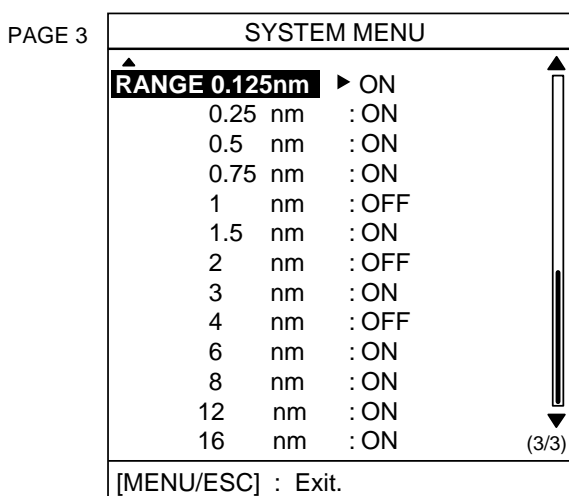 PAGE 3
SYSTEM MENU
RANGE 0.125nm ▶ ON
0.25 nm : ON
0.5 nm : ON
0.75 nm : ON
1 nm : OFF
1.5 nm : ON
2 nm : OFF
3 nm : ON
4 nm : OFF
6 nm : ON
8 nm : ON
12 nm : ON
16 nm : ON
(3/3)
[MENU/ESC] : Exit.